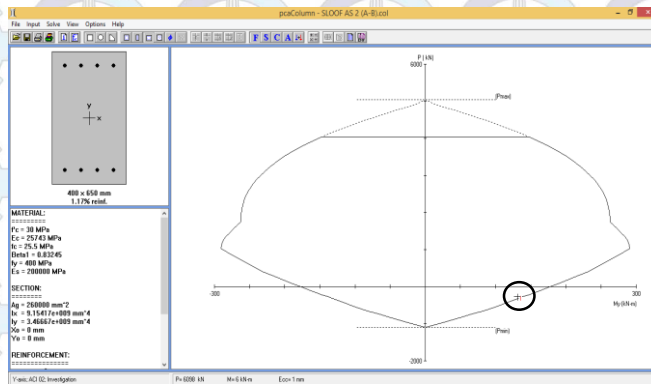 pcaColumn - SLOOF AS 2 (A-B).col
File Input Solve View Options Help
F S C A
y
x
400 x 650 mm
1.17% reinf.
MATERIAL:
=========
f'c = 30 MPa
Ec = 25743 MPa
fc = 25.5 MPa
Beta1 = 0.83245
fy = 400 MPa
Es = 200000 MPa
SECTION:
========
Ag = 260000 mm^2
Ix = 9.15417e+009 mm^4
Iy = 3.46667e+009 mm^4
Xo = 0 mm
Yo = 0 mm
REINFORCEMENT:
==============
P ( kN)
6000
(Pmax)
-300
300
My (kN-m)
(Pmin)
-2000
Y-axis; ACI 02; Investigation
P= 6098 kN
M=6 kN-m
Ecc= 1 mm